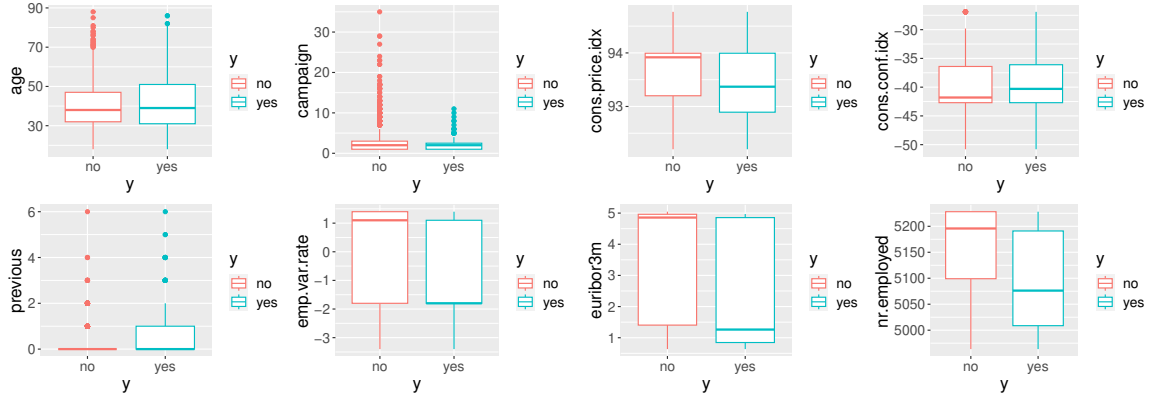 age
90
70
50
30
no
yes
y
y
no
yes
campaign
30
20
10
0
no
yes
y
y
no
yes
cons.price.idx
94
93
no
yes
y
y
no
yes
cons.conf.idx
−30
−35
−40
−45
−50
no
yes
y
y
no
yes
previous
6
4
2
0
no
yes
y
y
no
yes
emp.var.rate
1
0
−1
−2
−3
no
yes
y
y
no
yes
euribor3m
5
4
3
2
1
no
yes
y
y
no
yes
nr.employed
5200
5150
5100
5050
5000
no
yes
y
y
no
yes